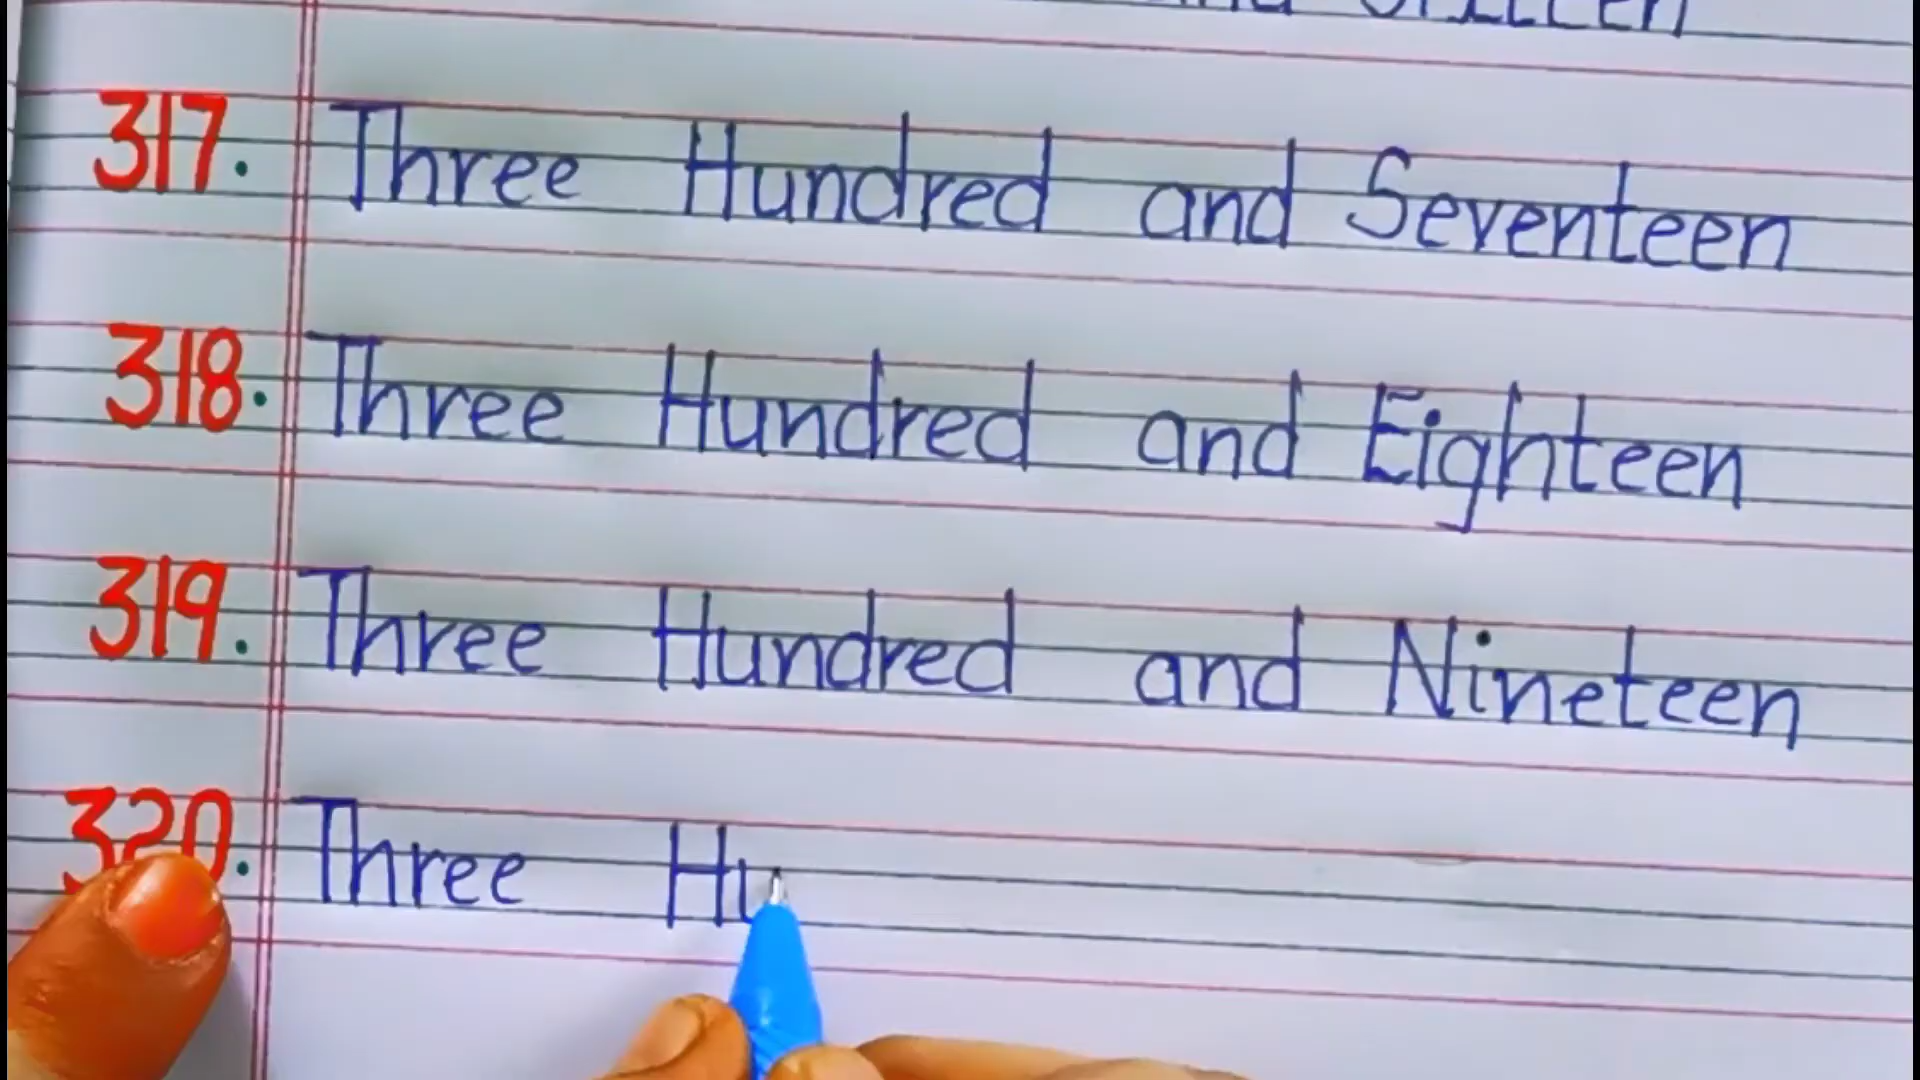 317. Three Hundred and Seventeen
318. Three Hundred and Eighteen
319. Three Hundred and Nineteen
320. Three Hu